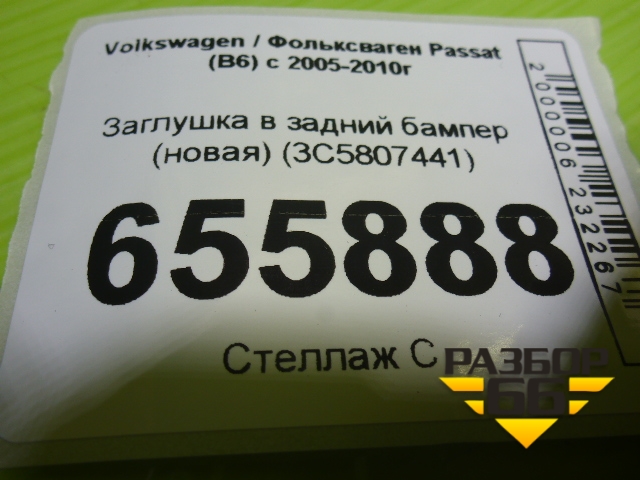 Volkswagen / Фольксваген Passat
(B6) с 2005-2010г
Заглушка в задний бампер
(новая) (3C5807441)
655888
Стеллаж С
2000006232267
РАЗБОР
66